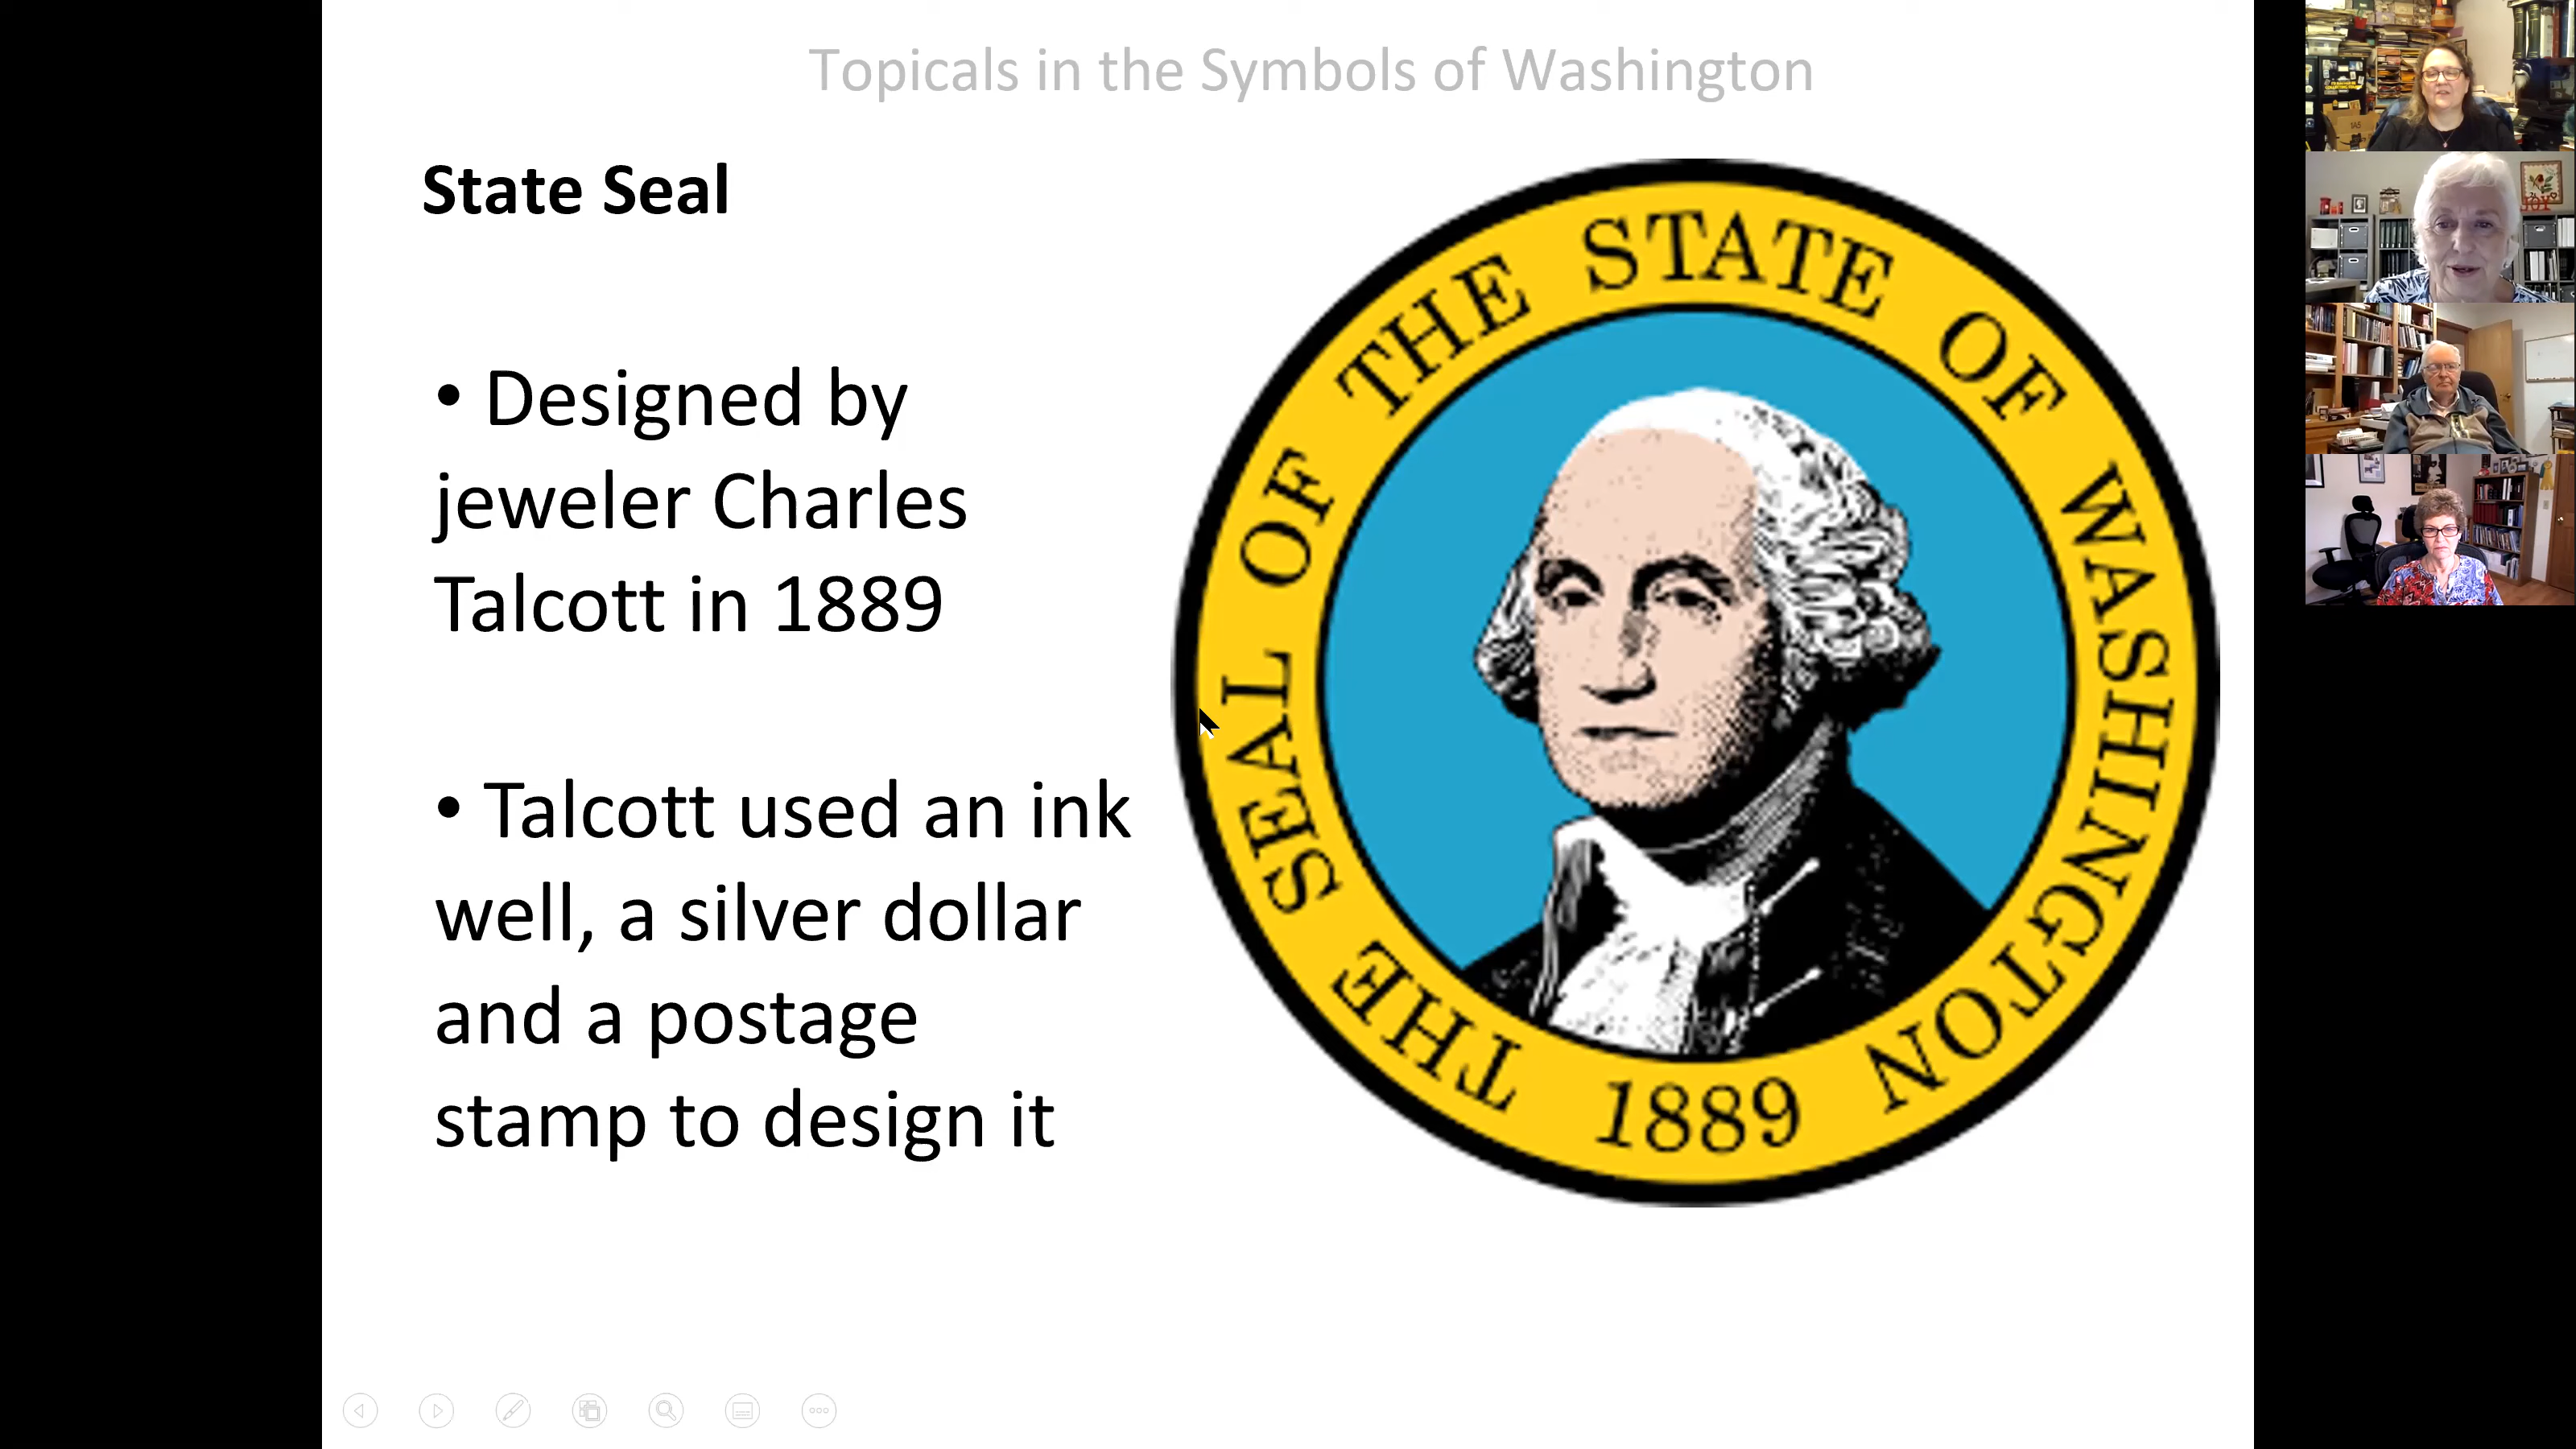 Topicals in the Symbols of Washington
State Seal
• Designed by
jeweler Charles
Talcott in 1889
• Talcott used an ink
well, a silver dollar
and a postage
stamp to design it
THE SEAL OF THE STATE OF WASHINGTON
1889